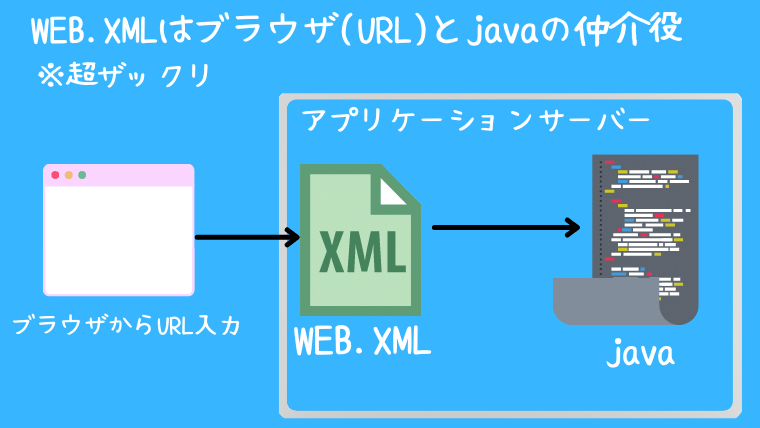 WEB.XMLはブラウザ(URL)とjavaの仲介役
※超ザックリ
アプリケーションサーバー
XML
ブラウザからURL入力
WEB.XML
java